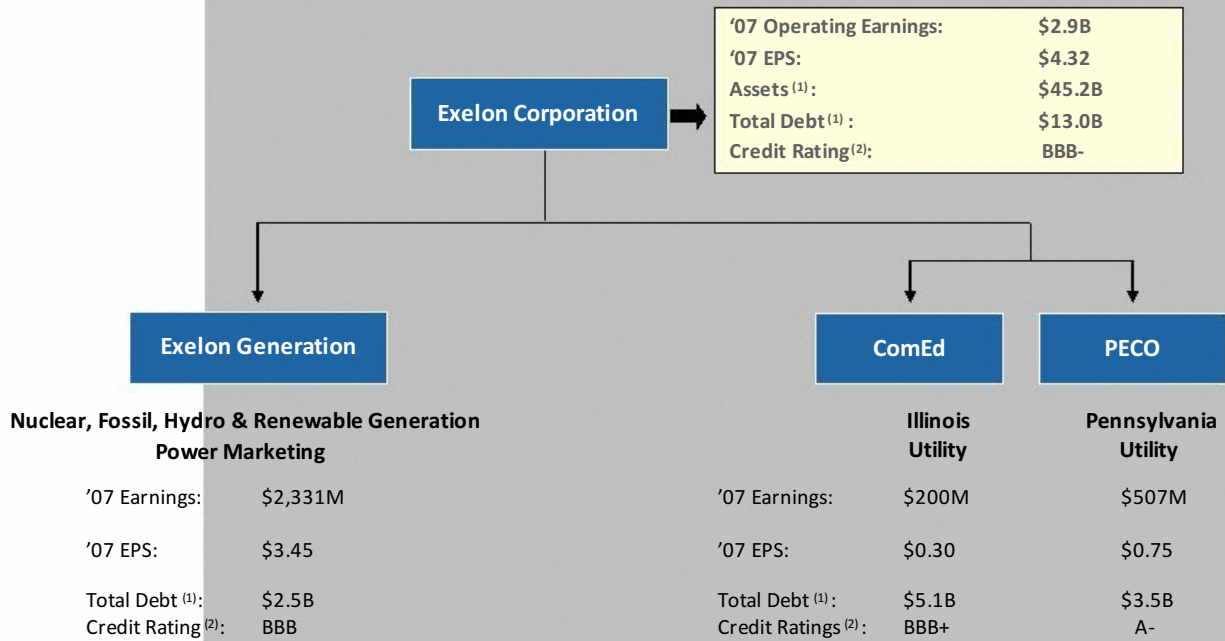 '07 Operating Earnings: $2.9B
'07 EPS: $4.32
Assets (1) : $45.2B
Total Debt (1) : $13.0B
Credit Rating (2): BBB-
Exelon Corporation
Exelon Generation
ComEd
PECO
Nuclear, Fossil, Hydro & Renewable Generation
Power Marketing
Illinois
Utility
Pennsylvania
Utility
'07 Earnings: $2,331M
'07 EPS: $3.45
Total Debt (1): $2.5B
Credit Rating (2): BBB
'07 Earnings: $200M $507M
'07 EPS: $0.30 $0.75
Total Debt (1) : $5.1B $3.5B
Credit Ratings (2) : BBB+ A-